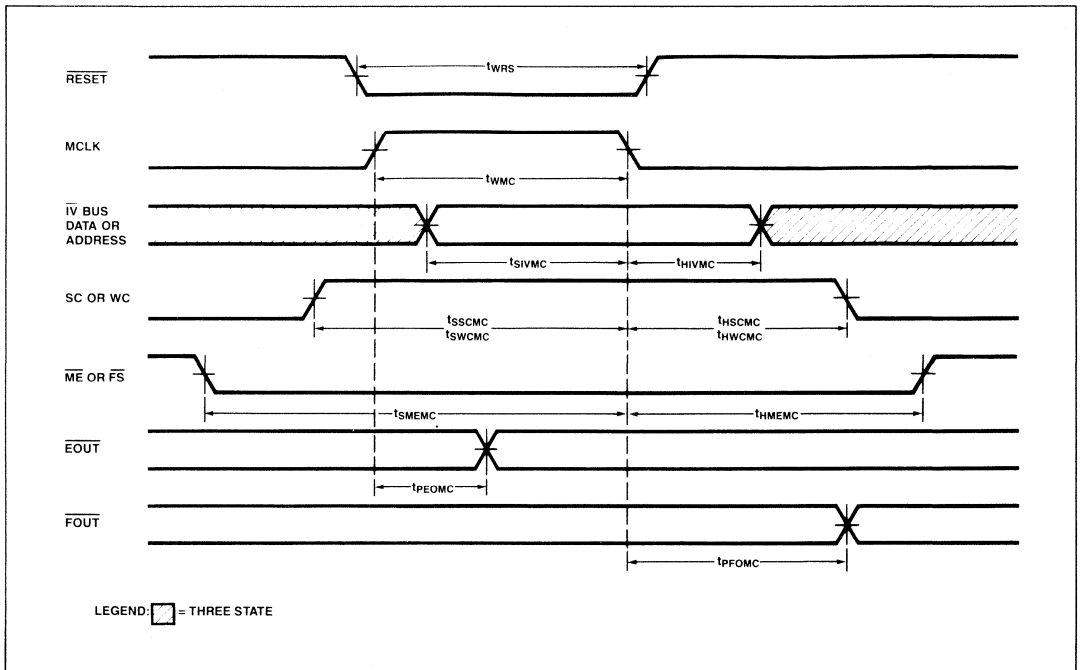 RESET
tWRS
MCLK
tWMC
IV BUS
DATA OR
ADDRESS
tSIVMC
tHIVMC
SC OR WC
tSSCMC
tSWCMC
tHSCMC
tHWCMC
ME OR FS
tSMEMC
tHMEMC
EOUT
tPEOMC
FOUT
tPFOMC
LEGEND: = THREE STATE